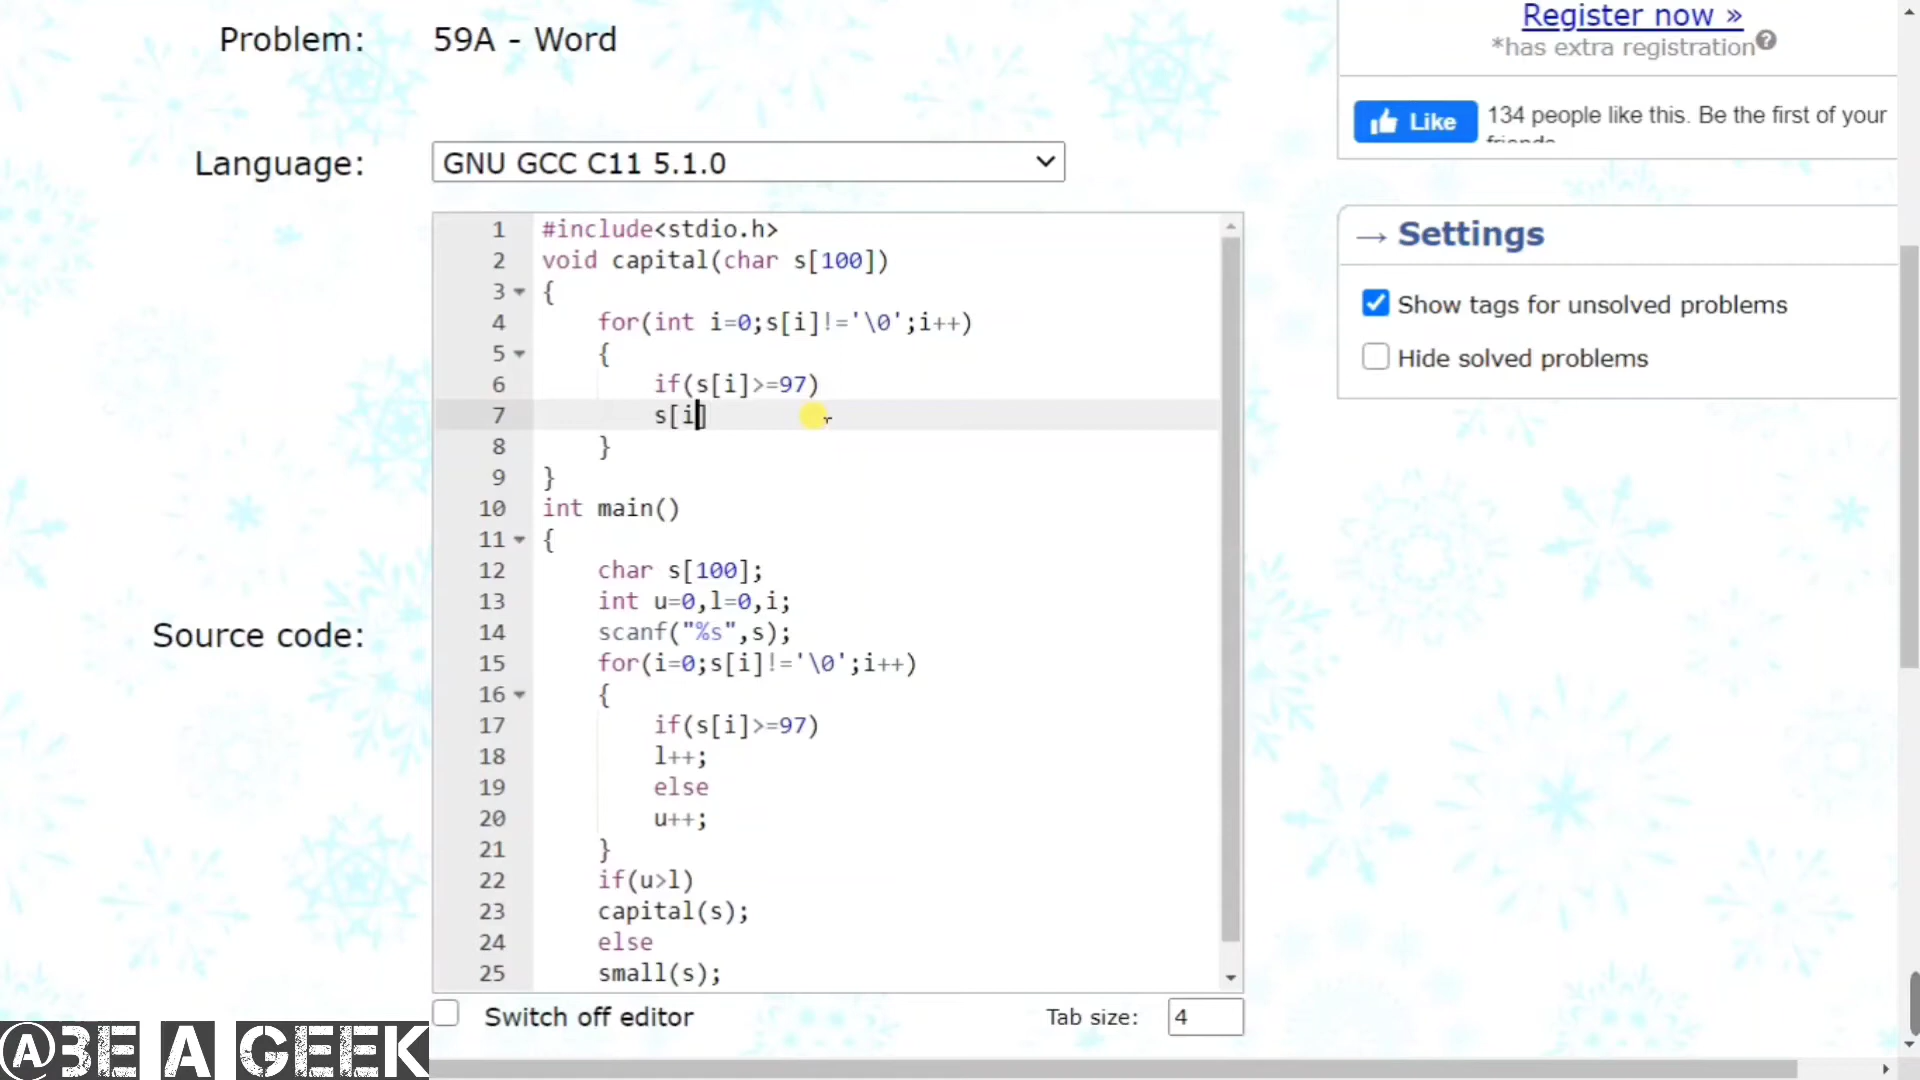 Problem: 59A - Word
Register now »
*has extra registration?
Like 134 people like this. Be the first of your
friends.
Language: GNU GCC C11 5.1.0
→ Settings
Show tags for unsolved problems
Hide solved problems
Source code:
1 #include<stdio.h>
2 void capital(char s[100])
3 {
4 for(int i=0;s[i]!='\0';i++)
5 {
6 if(s[i]>=97)
7 s[i]
8 }
9 }
10 int main()
11 {
12 char s[100];
13 int u=0,l=0,i;
14 scanf("%s",s);
15 for(i=0;s[i]!='\0';i++)
16 {
17 if(s[i]>=97)
18 l++;
19 else
20 u++;
21 }
22 if(u>l)
23 capital(s);
24 else
25 small(s);
Switch off editor
Tab size: 4
@BE A GEEK